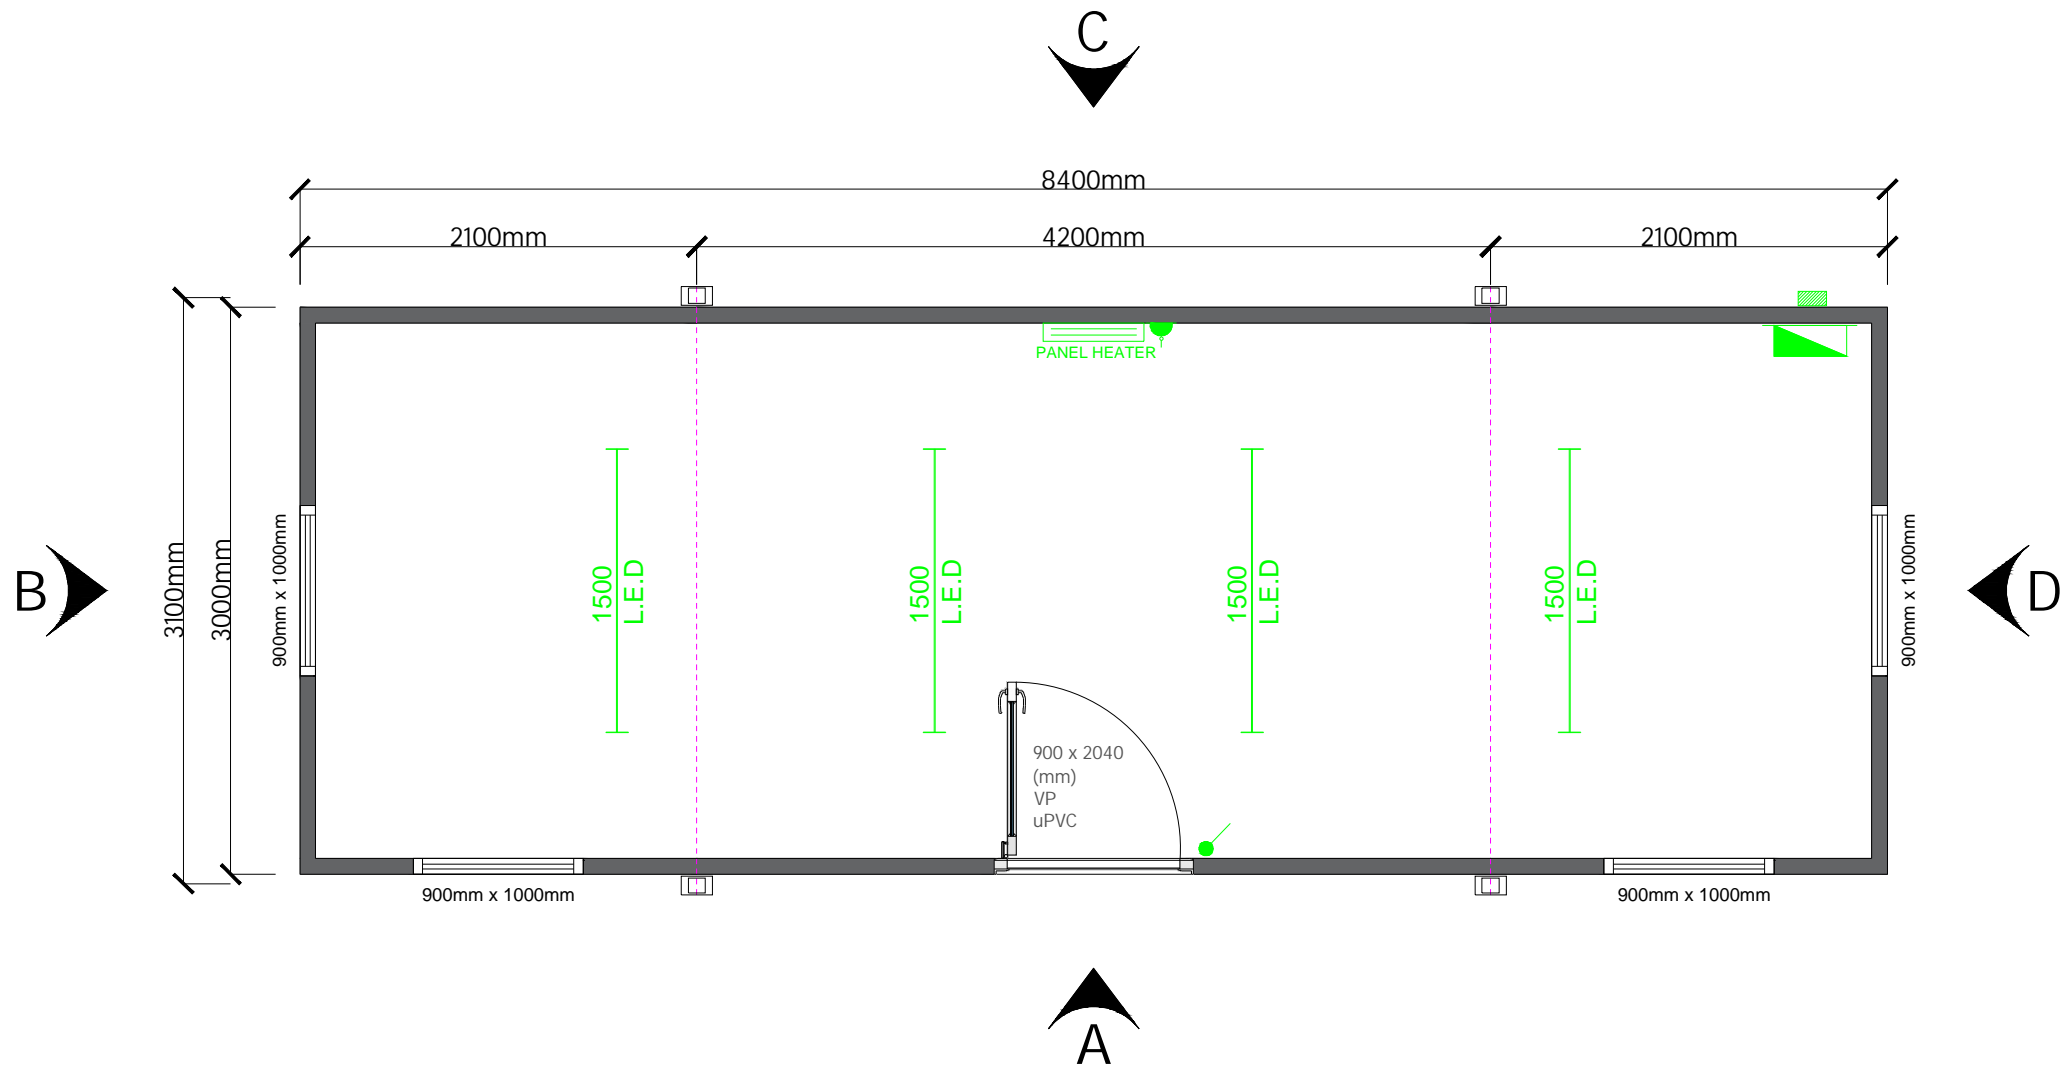 C
8400mm
2100mm
4200mm
2100mm
PANEL HEATER
3100mm
3000mm
900mm x 1000mm
B
1500
L.E.D
1500
L.E.D
1500
L.E.D
1500
L.E.D
900mm x 1000mm
D
900 x 2040
(mm)
VP
uPVC
900mm x 1000mm
900mm x 1000mm
A